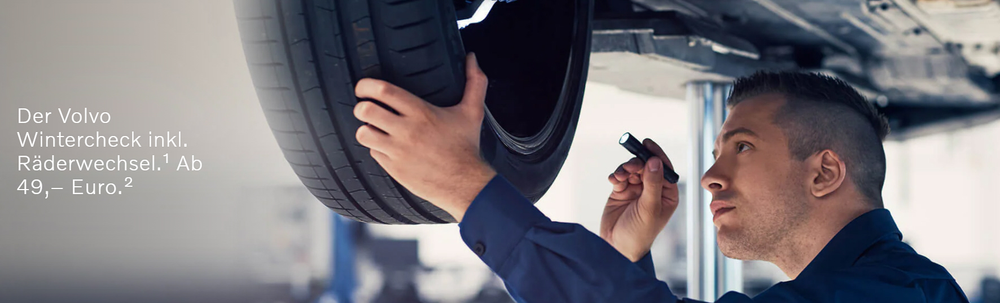 Der Volvo
Wintercheck inkl.
Räderwechsel.¹ Ab
49,– Euro.²